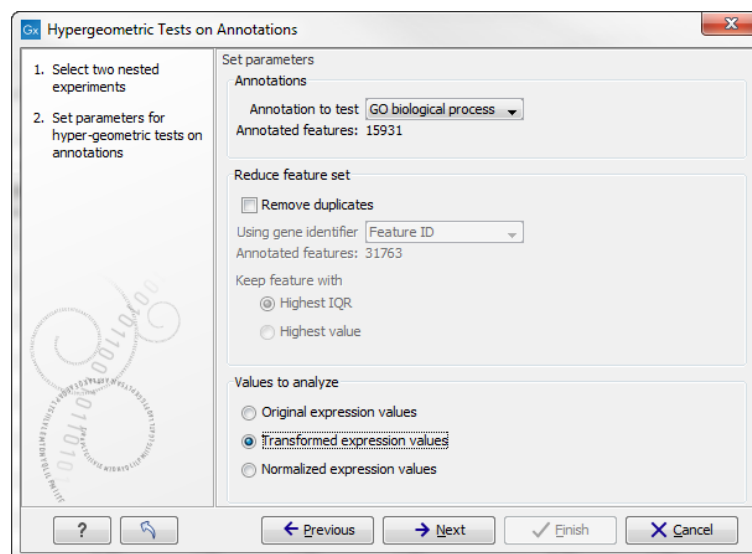 Gx Hypergeometric Tests on Annotations
1. Select two nested
experiments
2. Set parameters for
hyper-geometric tests on
annotations
Set parameters
Annotations
Annotation to test GO biological process
Annotated features: 15931
Reduce feature set
Remove duplicates
Using gene identifier Feature ID
Annotated features: 31763
Keep feature with
Highest IQR
Highest value
Values to analyze
Original expression values
Transformed expression values
Normalized expression values
? Previous Next Finish Cancel